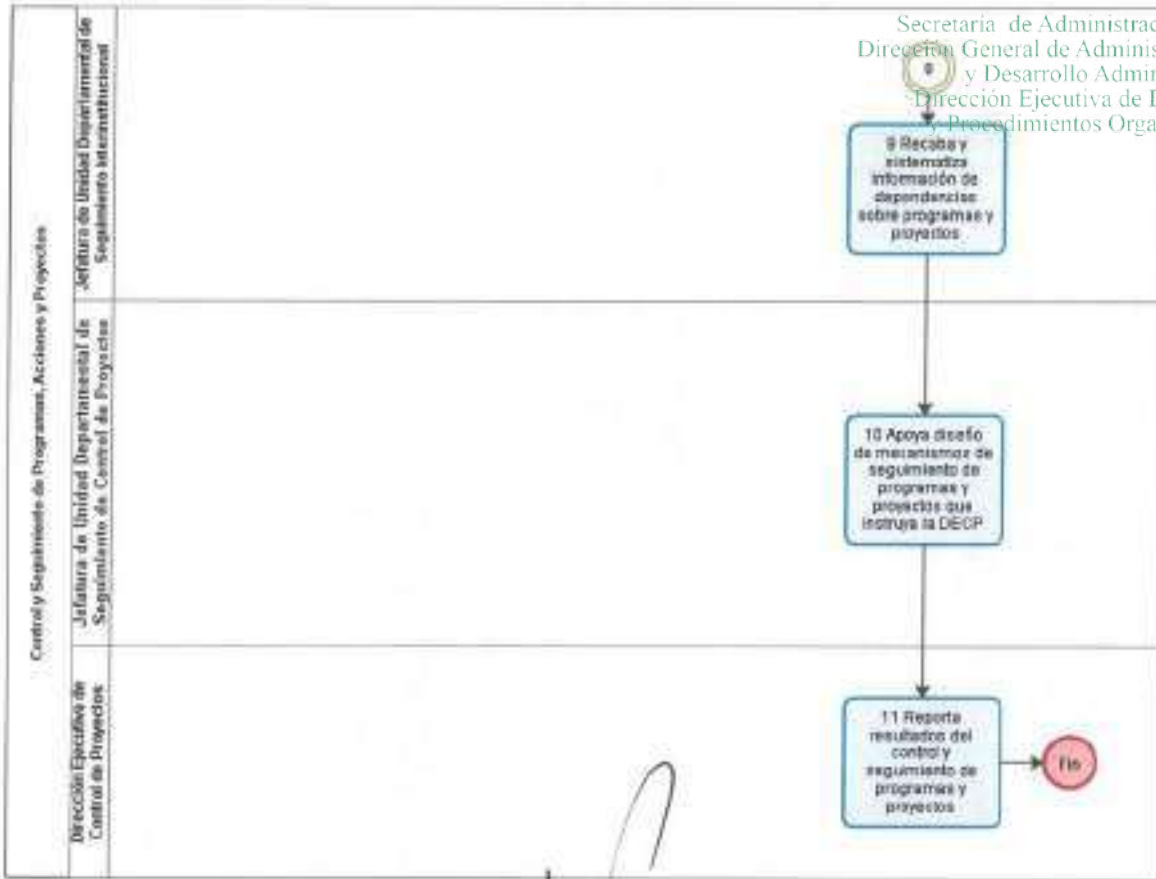 Secretaría de Administrac
Dirección General de Adminis
y Desarrollo Admin
Dirección Ejecutiva de
y Procedimientos Orga
Control y Seguimiento de Programas, Acciones y Proyectos
Jefatura de Unidad Departamental de
Seguimiento Interinstitucional
9 Recaba y
sistematiza
información de
dependencias
sobre programas y
proyectos
Jefatura de Unidad Departamental de
Seguimiento de Control de Proyectos
10 Apoya diseño
de mecanismos de
seguimiento de
programas y
proyectos que
instruya la DECP
Dirección Ejecutiva de
Control de Proyectos
11 Reporta
resultados del
control y
seguimiento de
programas y
proyectos
Fin